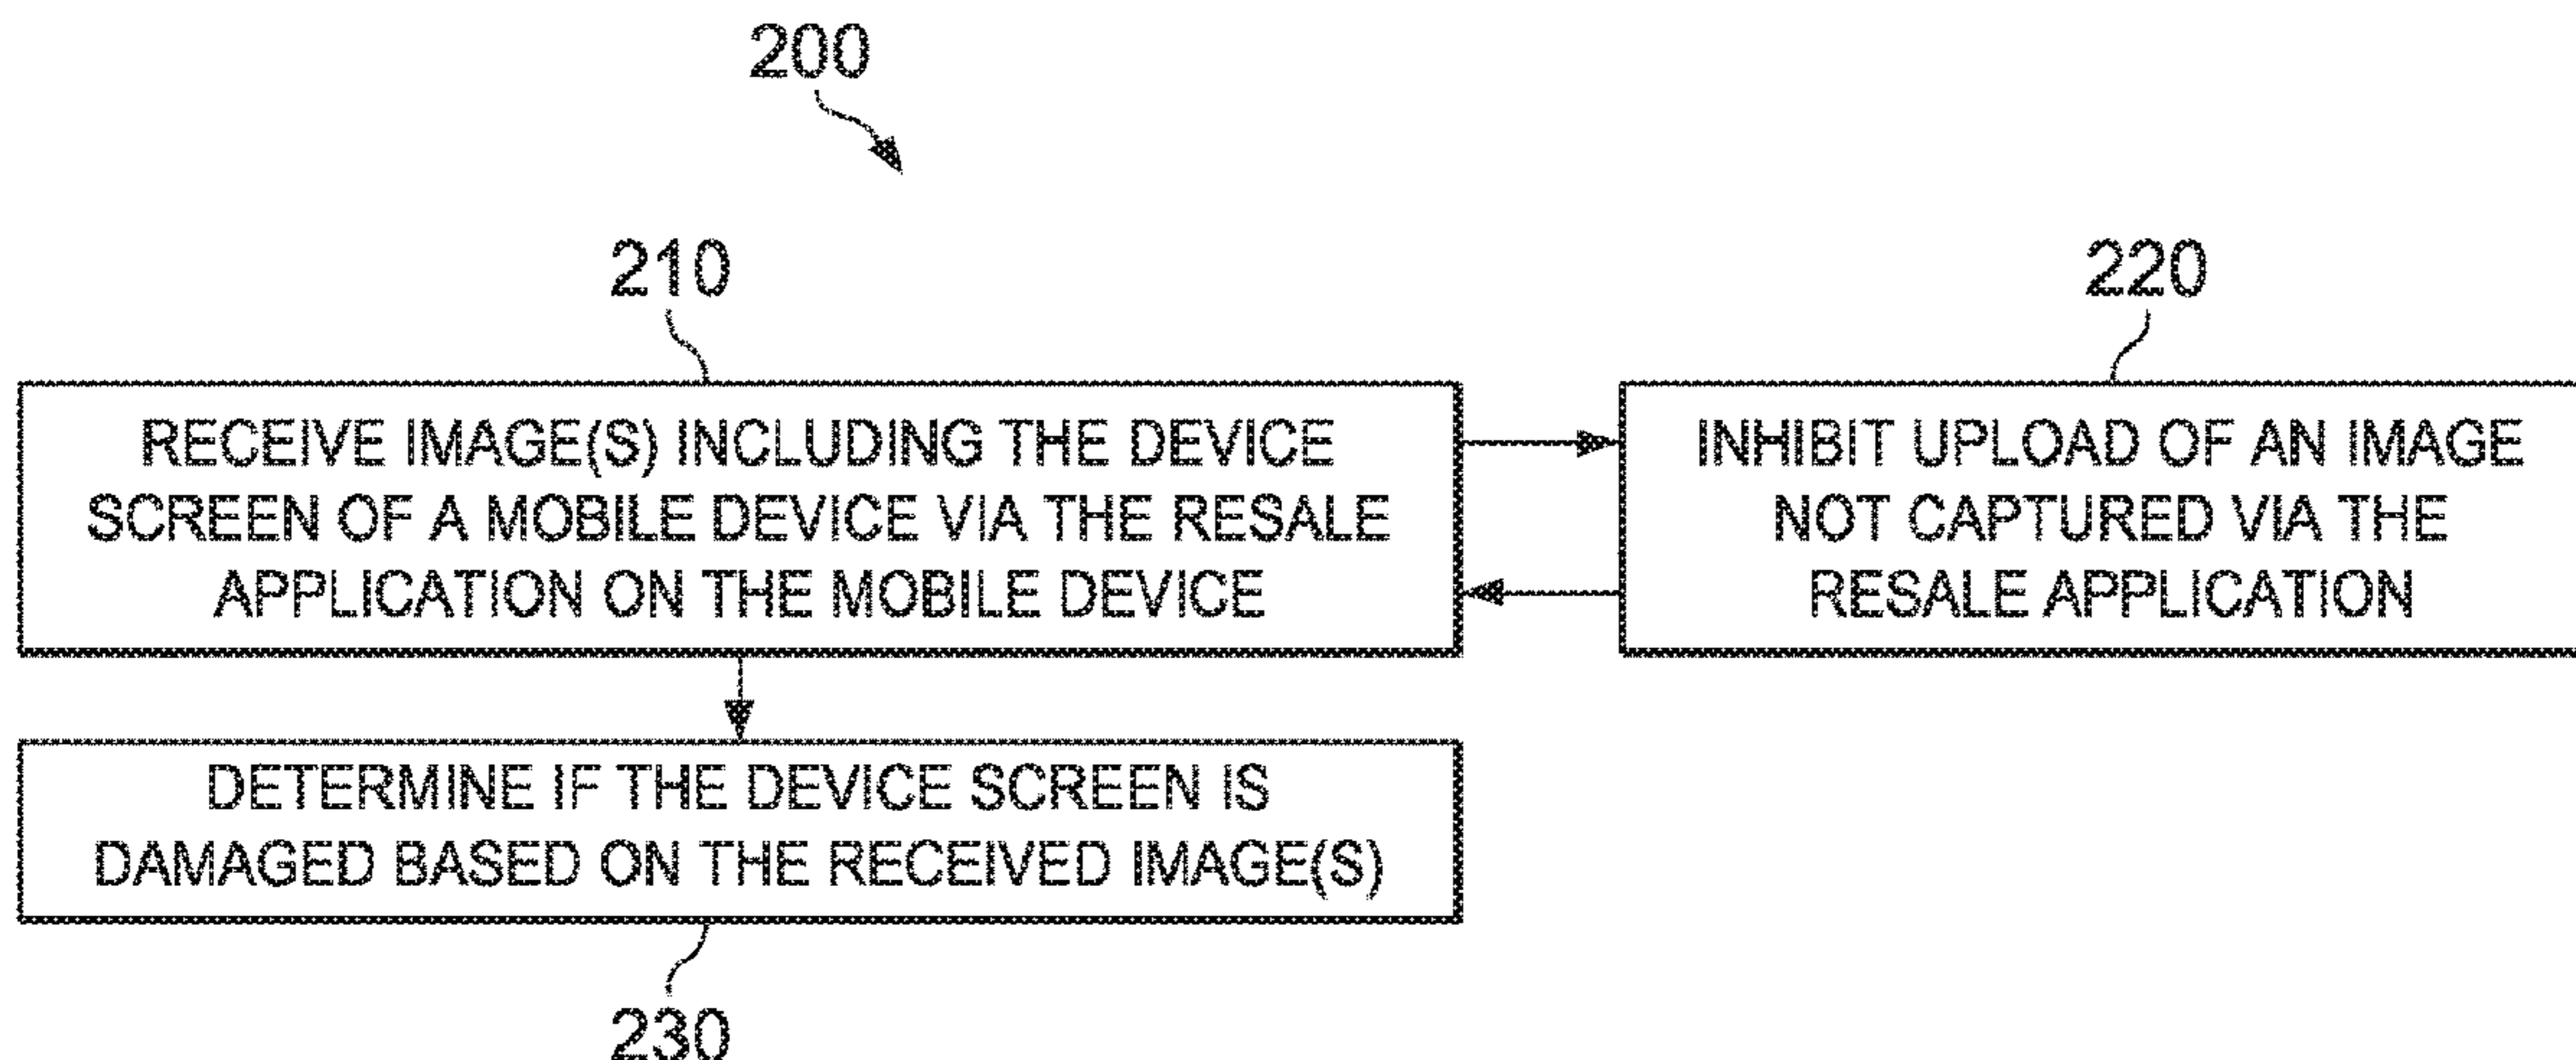 200
210
220
RECEIVE IMAGE(S) INCLUDING THE DEVICE
SCREEN OF A MOBILE DEVICE VIA THE RESALE
APPLICATION ON THE MOBILE DEVICE
INHIBIT UPLOAD OF AN IMAGE
NOT CAPTURED VIA THE
RESALE APPLICATION
DETERMINE IF THE DEVICE SCREEN IS
DAMAGED BASED ON THE RECEIVED IMAGE(S)
230